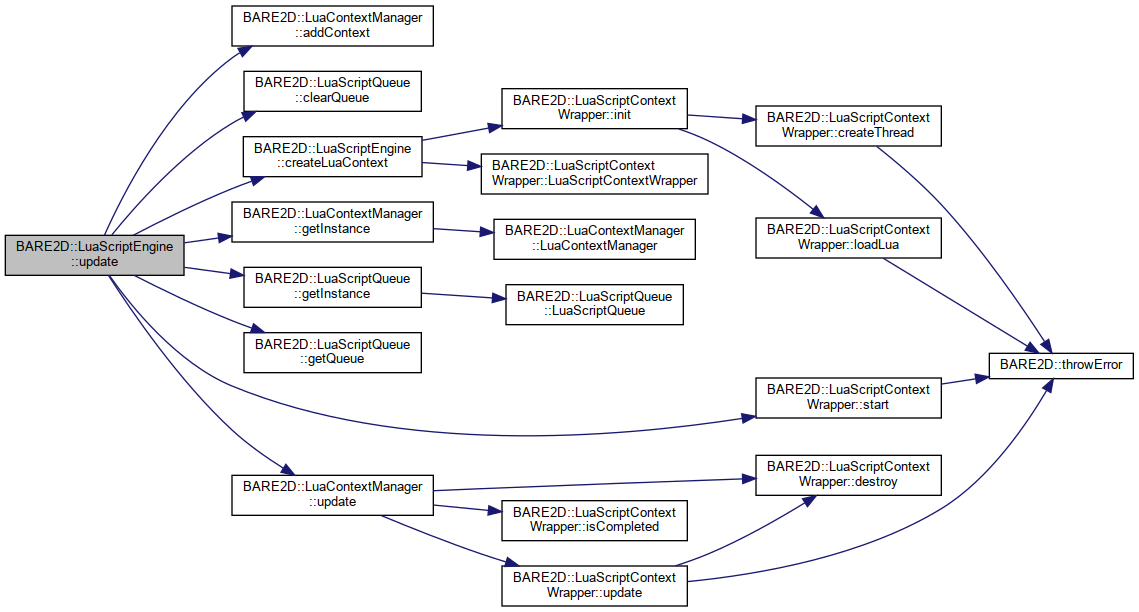 BARE2D::LuaContextManager
::addContext
BARE2D::LuaScriptQueue
::clearQueue
BARE2D::LuaScriptEngine
::createLuaContext
BARE2D::LuaContextManager
::getInstance
BARE2D::LuaScriptEngine
::update
BARE2D::LuaScriptQueue
::getInstance
BARE2D::LuaScriptQueue
::getQueue
BARE2D::LuaContextManager
::update
BARE2D::LuaScriptContext
Wrapper::init
BARE2D::LuaScriptContext
Wrapper::LuaScriptContextWrapper
BARE2D::LuaContextManager
::LuaContextManager
BARE2D::LuaScriptQueue
::LuaScriptQueue
BARE2D::LuaScriptContext
Wrapper::isCompleted
BARE2D::LuaScriptContext
Wrapper::update
BARE2D::LuaScriptContext
Wrapper::createThread
BARE2D::LuaScriptContext
Wrapper::loadLua
BARE2D::LuaScriptContext
Wrapper::start
BARE2D::LuaScriptContext
Wrapper::destroy
BARE2D::throwError